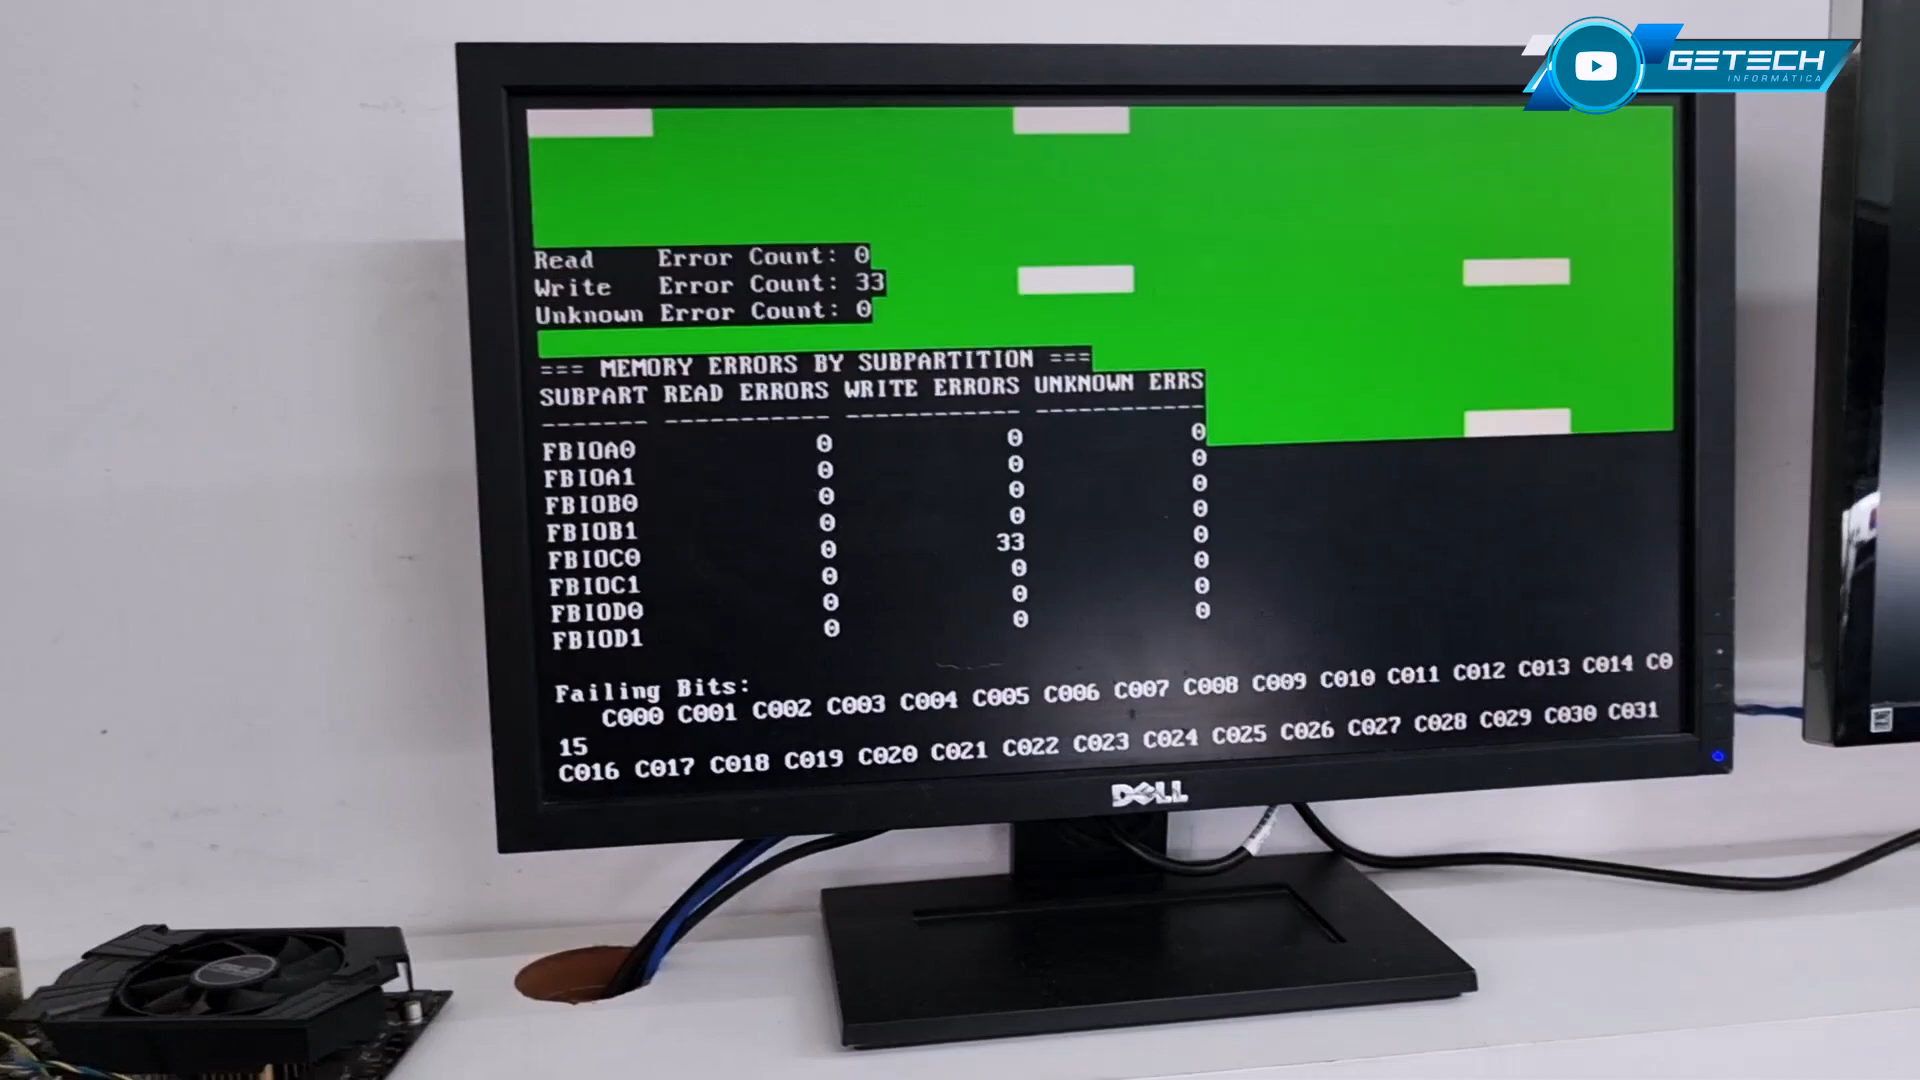 GETECH
INFORMÁTICA
Read Error Count: 0
Write Error Count: 33
Unknown Error Count: 0
=== MEMORY ERRORS BY SUBPARTITION ===
SUBPART READ ERRORS WRITE ERRORS UNKNOWN ERRS
------- ----------- ------------ ------------
FBIOA0 0 0 0
FBIOA1 0 0 0
FBIOB0 0 0 0
FBIOB1 0 0 0
FBIOC0 0 33 0
FBIOC1 0 0 0
FBIOD0 0 0 0
FBIOD1 0 0 0
Failing Bits:
C000 C001 C002 C003 C004 C005 C006 C007 C008 C009 C010 C011 C012 C013 C014 C0
15
C016 C017 C018 C019 C020 C021 C022 C023 C024 C025 C026 C027 C028 C029 C030 C031
DELL